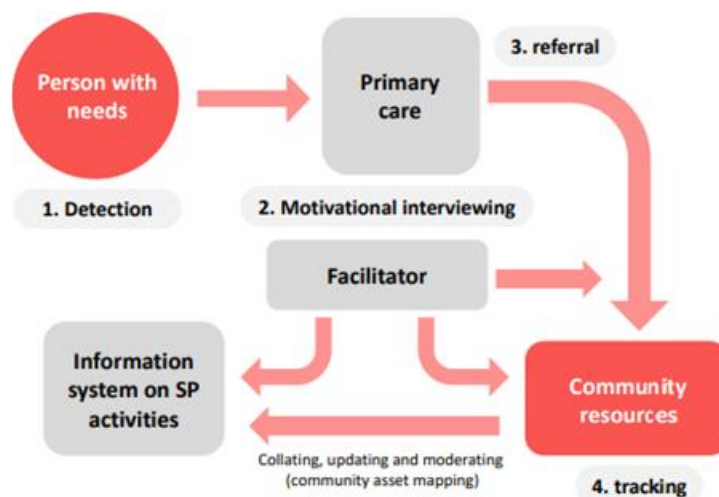 Person with
needs
Primary
care
3. referral
1. Detection
2. Motivational interviewing
Facilitator
Information
system on SP
activities
Community
resources
Collating, updating and moderating
(community asset mapping)
4. tracking